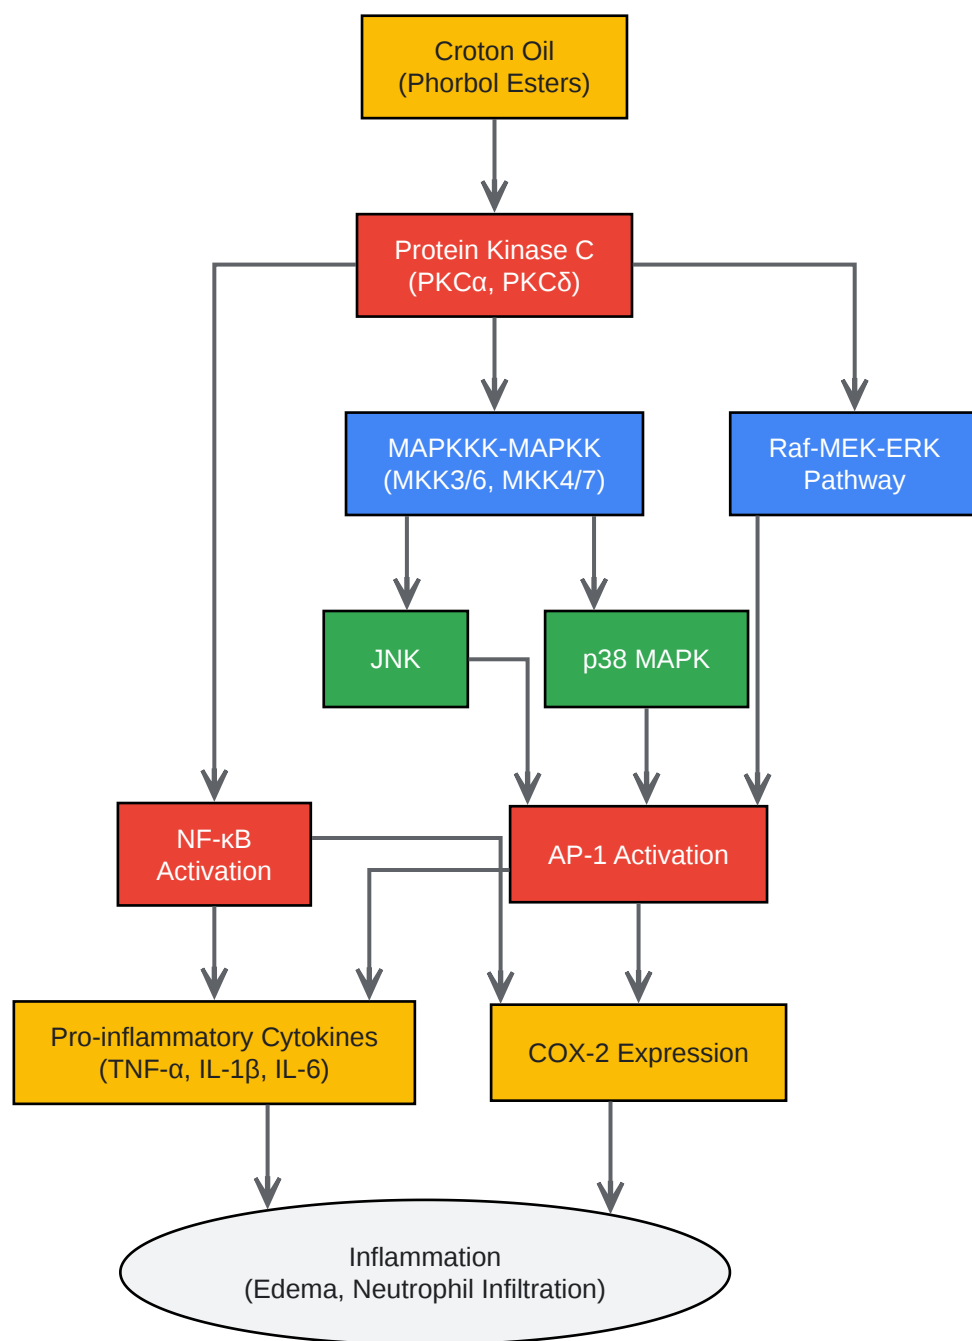 Croton Oil
(Phorbol Esters)
Protein Kinase C
(PKCα, PKCδ)
MAPKKK-MAPKK
(MKK3/6, MKK4/7)
Raf-MEK-ERK
Pathway
JNK
p38 MAPK
NF-κB
Activation
AP-1 Activation
Pro-inflammatory Cytokines
(TNF-α, IL-1β, IL-6)
COX-2 Expression
Inflammation
(Edema, Neutrophil Infiltration)